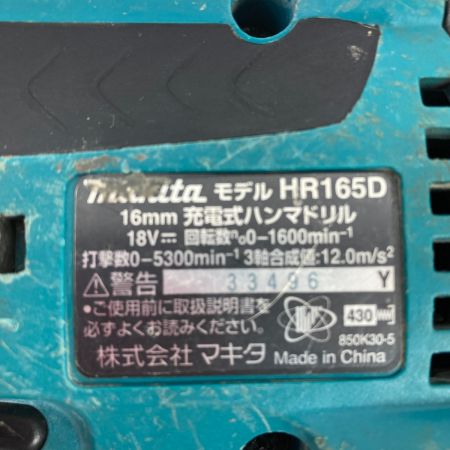 makita モデル HR165D
16mm 充電式ハンマドリル
18V⎓ 回転数n₀0-1600min⁻¹
打撃数0-5300min⁻¹ 3軸合成値:12.0m/s²
⚠警告 33496 Y
•ご使用前に取扱説明書を
必ずよくお読みください。
430
850K30-5
株式会社 マキタ Made in China